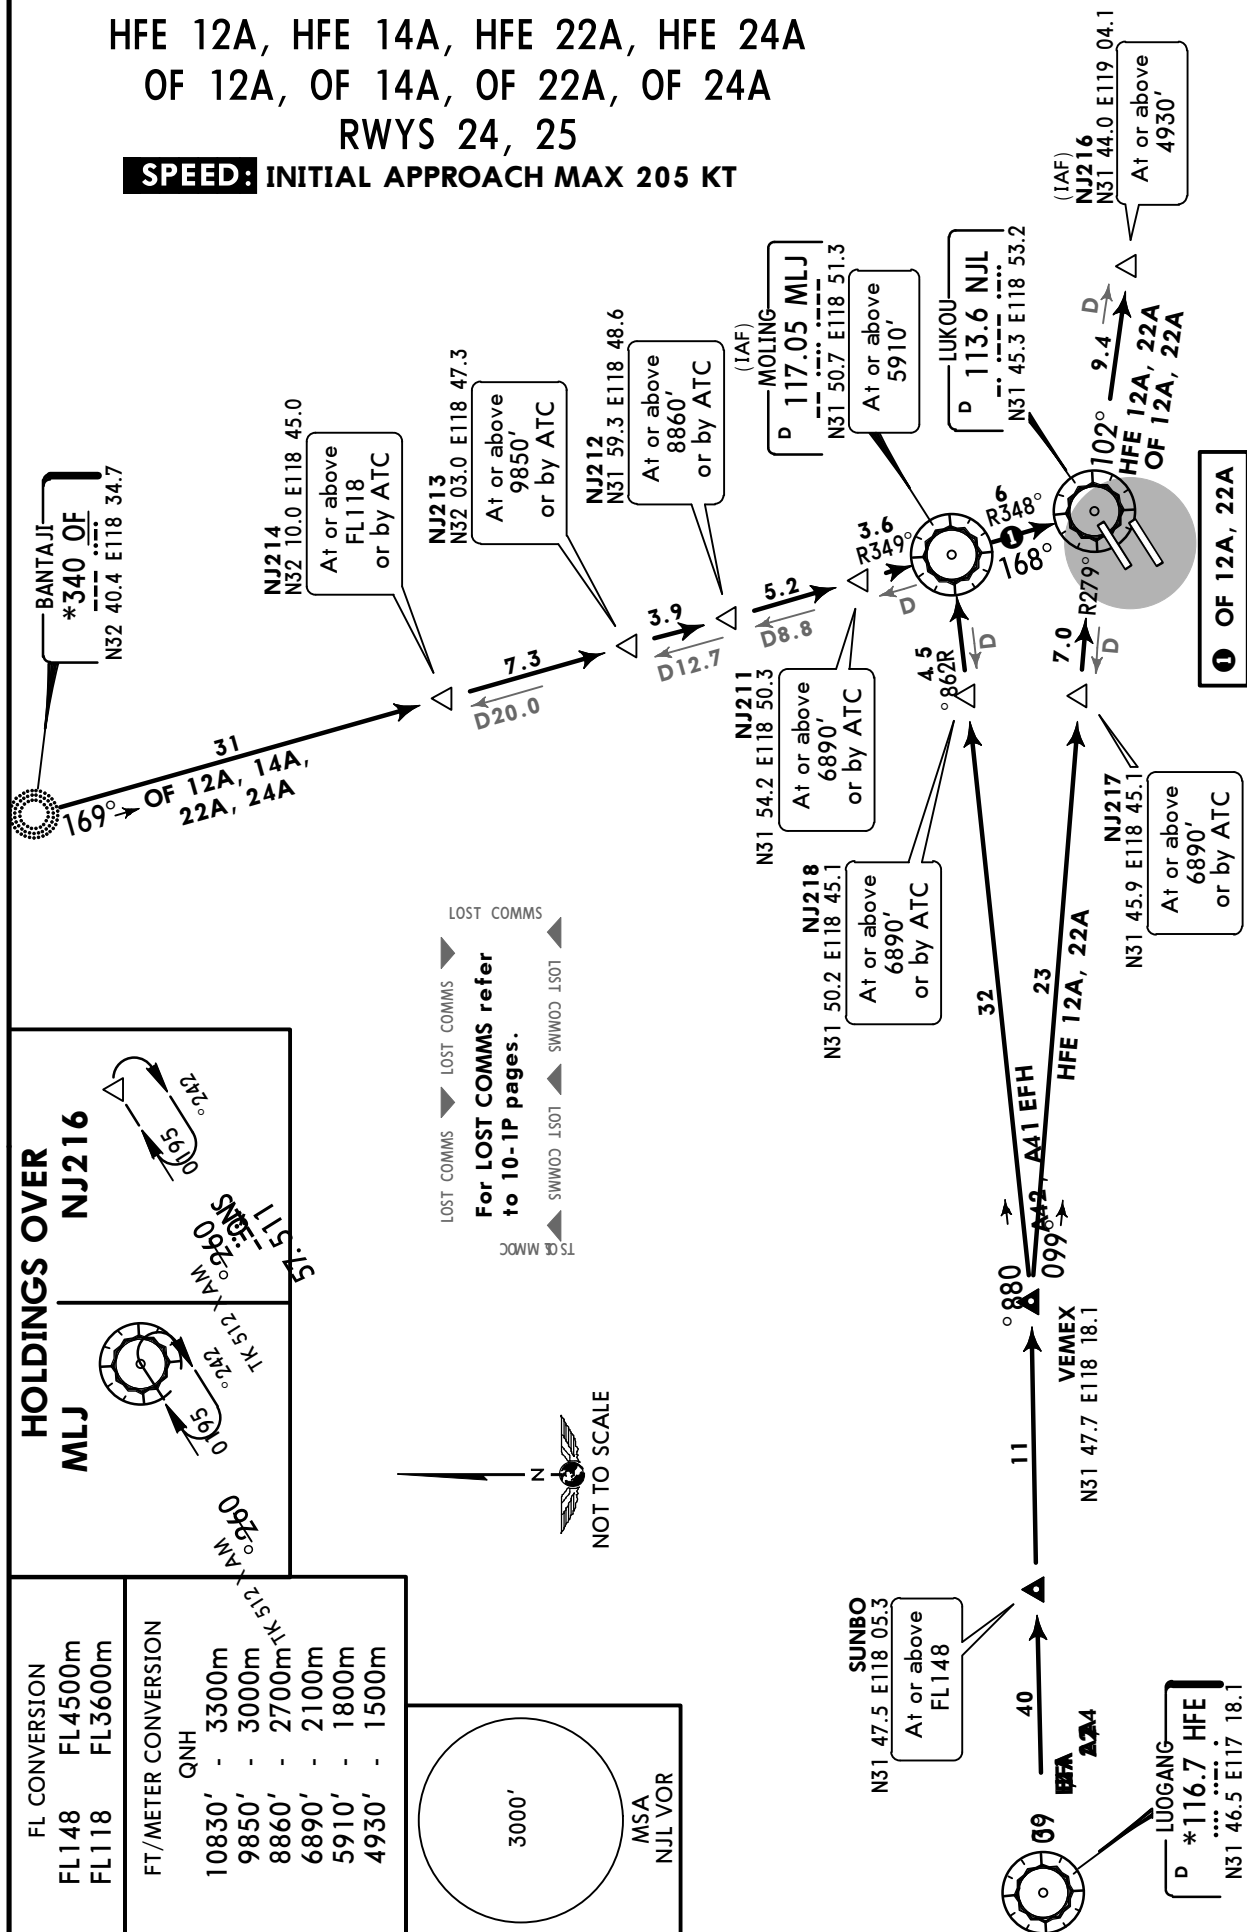 HFE 12A, HFE 14A, HFE 22A, HFE 24A
OF 12A, OF 14A, OF 22A, OF 24A
RWYS 24, 25
SPEED: INITIAL APPROACH MAX 205 KT
(IAF)
NJ216
N31 44.0 E119 04.1
At or above
4930'
BANTAJI
*340 OF
N32 40.4 E118 34.7
NJ214
N32 10.0 E118 45.0
At or above
FL118
or by ATC
NJ213
N32 03.0 E118 47.3
At or above
9850'
or by ATC
NJ212
N31 59.3 E118 48.6
At or above
8860'
or by ATC
(IAF)
MOLING
D 117.05 MLJ
N31 50.7 E118 51.3
At or above
5910'
LUKOU
D 113.6 NJL
N31 45.3 E118 53.2
169°
31
OF 12A, 14A,
22A, 24A
7.3
D20.0
3.9
D12.7
5.2
D8.8
3.6
R349°
D
6
R348°
1
168°
102°
9.4
D
HFE 12A, 22A
OF 12A, 22A
1 OF 12A, 22A
NJ211
N31 54.2 E118 50.3
At or above
6890'
or by ATC
4.5
D
7.0
R279°
D
NJ218
N31 50.2 E118 45.1
At or above
6890'
or by ATC
NJ217
N31 45.9 E118 45.1
At or above
6890'
or by ATC
32
23
HFE 12A, 22A
099°
VEMEX
N31 47.7 E118 18.1
11
SUNBO
N31 47.5 E118 05.3
At or above
FL148
40
LUOGANG
D *116.7 HFE
N31 46.5 E117 18.1
LOST COMMS
LOST COMMS
LOST COMMS
For LOST COMMS refer
to 10-1P pages.
LOST COMMS
LOST COMMS
HOLDINGS OVER
MLJ
NJ216
NOT TO SCALE
N
FL CONVERSION
FL148 FL4500m
FL118 FL3600m
FT/METER CONVERSION
QNH
10830' - 3300m
9850' - 3000m
8860' - 2700m
6890' - 2100m
5910' - 1800m
4930' - 1500m
3000'
MSA
NJL VOR